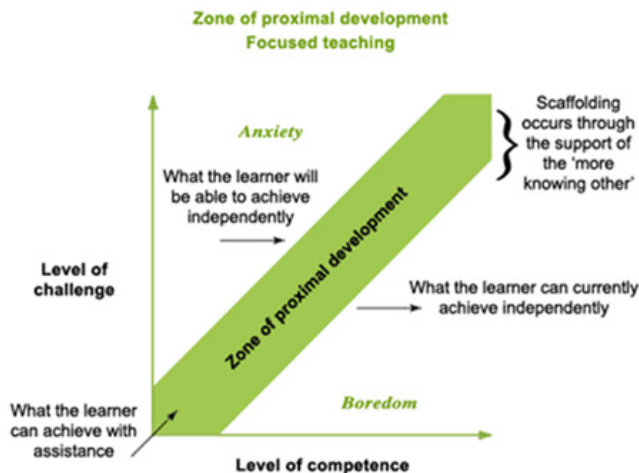 Zone of proximal development
Focused teaching
Anxiety
Scaffolding
occurs through
the support of
the ‘more
knowing other’
What the learner will
be able to achieve
independently
Zone of proximal development
Level of
challenge
What the learner can currently
achieve independently
What the learner
can achieve with
assistance
Boredom
Level of competence